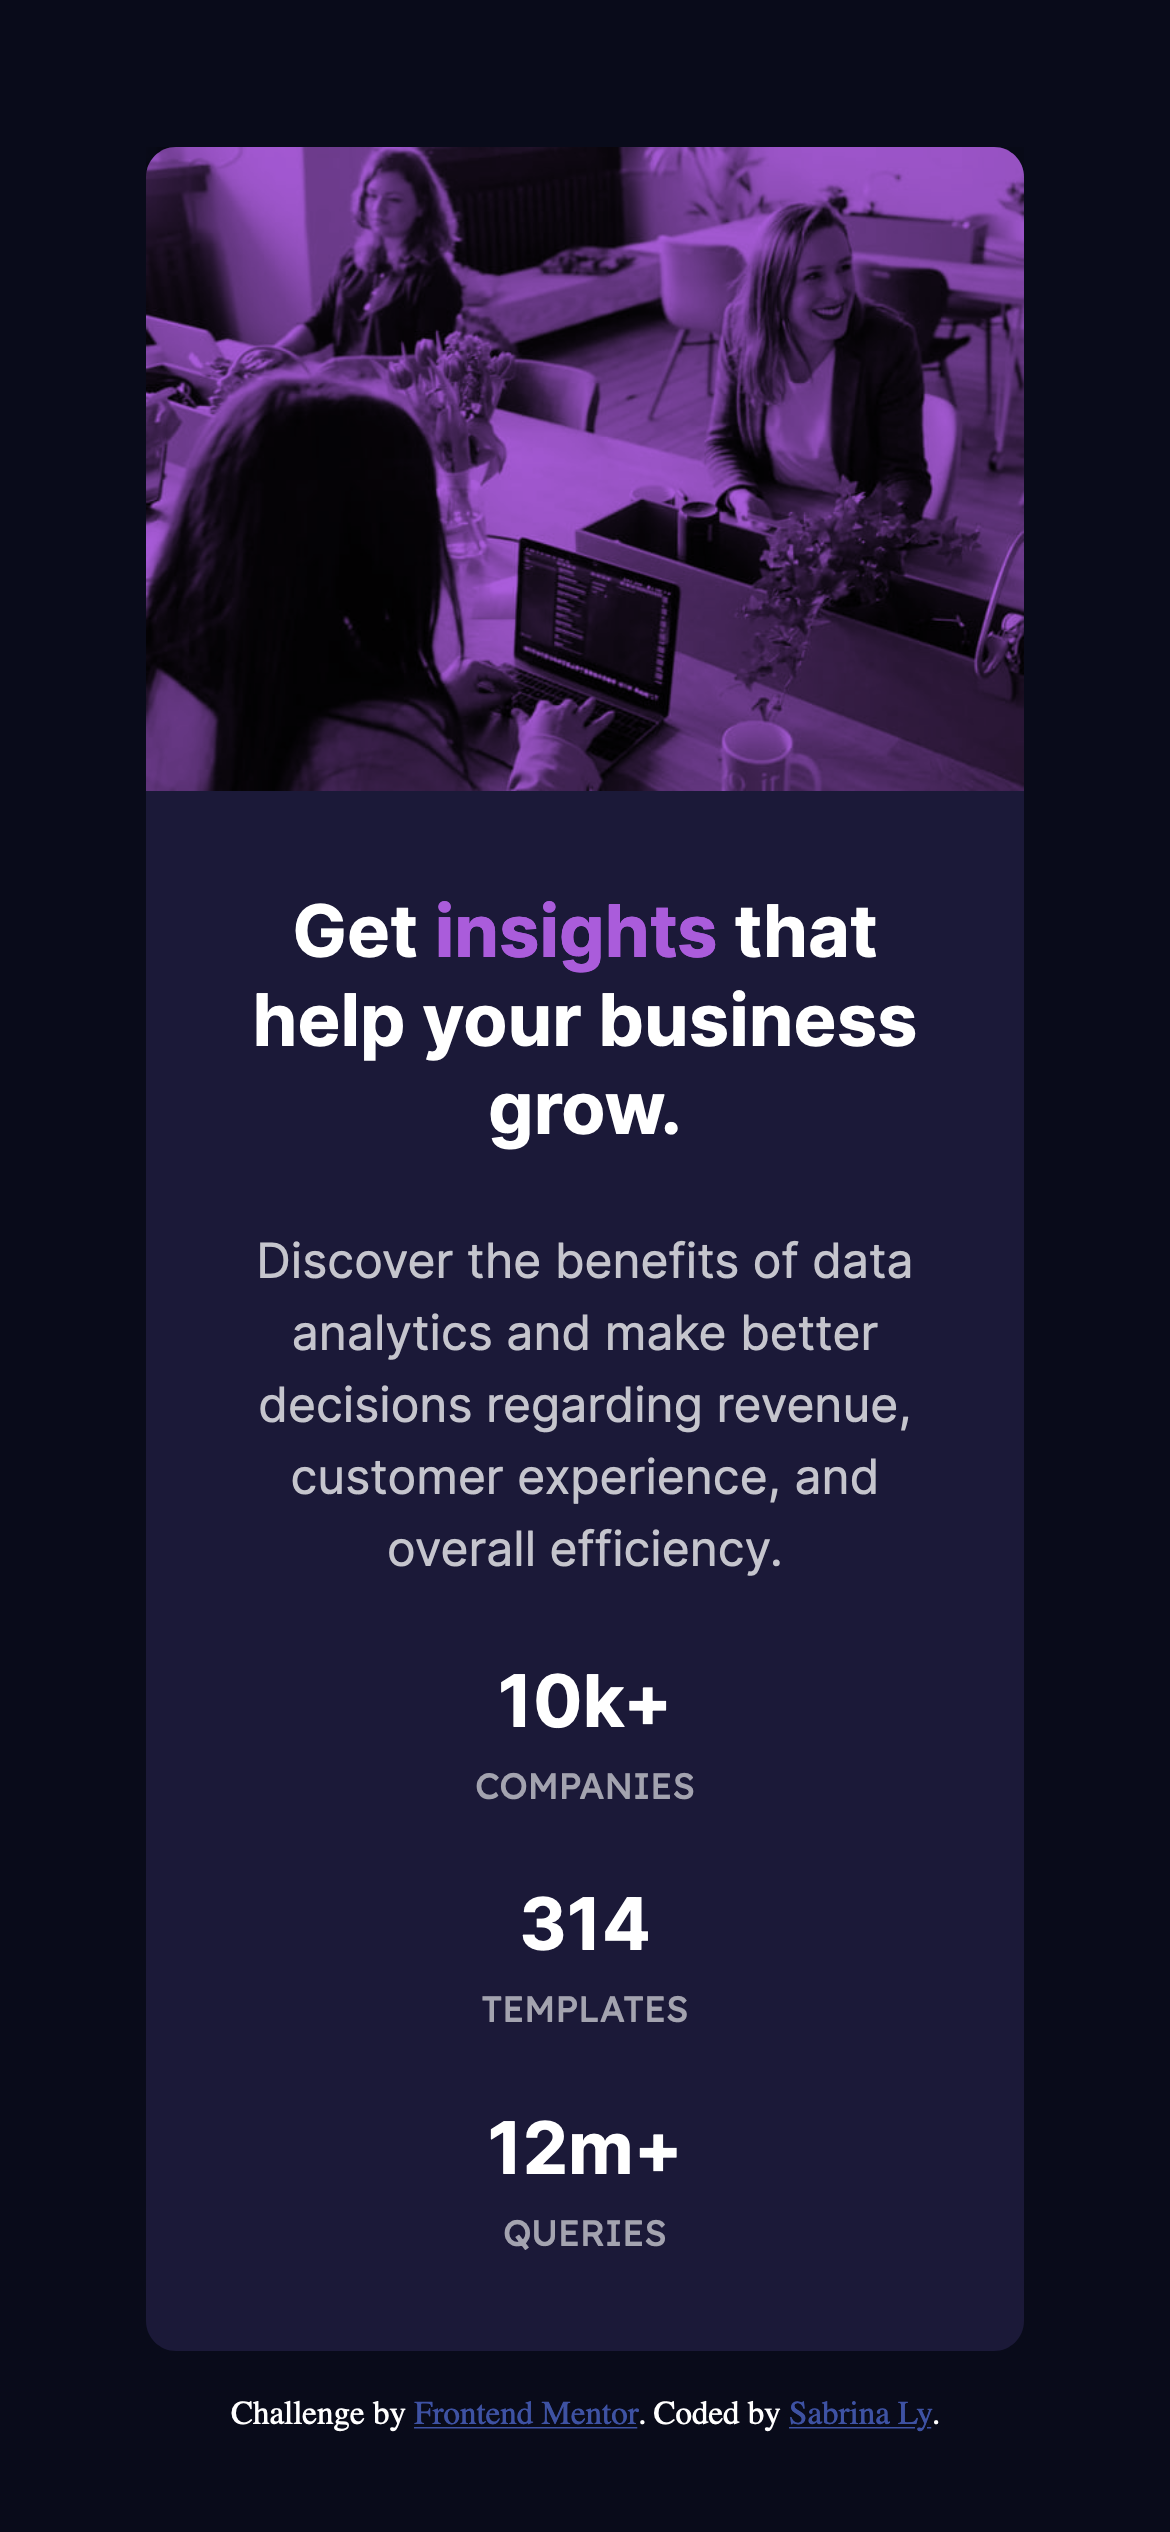 Get insights that
help your business
grow.
Discover the benefits of data
analytics and make better
decisions regarding revenue,
customer experience, and
overall efficiency.
10k+
COMPANIES
314
TEMPLATES
12m+
QUERIES
Challenge by Frontend Mentor. Coded by Sabrina Ly.